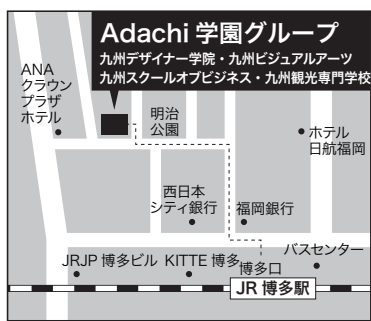 Adachi 学園グループ
九州デザイナー学院・九州ビジュアルアーツ
九州スクールオブビジネス・九州観光専門学校
ANA
クラウン
プラザ
ホテル
明治
公園
ホテル
日航福岡
西日本
シティ銀行
福岡銀行
バスセンター
JRJP 博多ビル
KITTE 博多
博多口
JR 博多駅